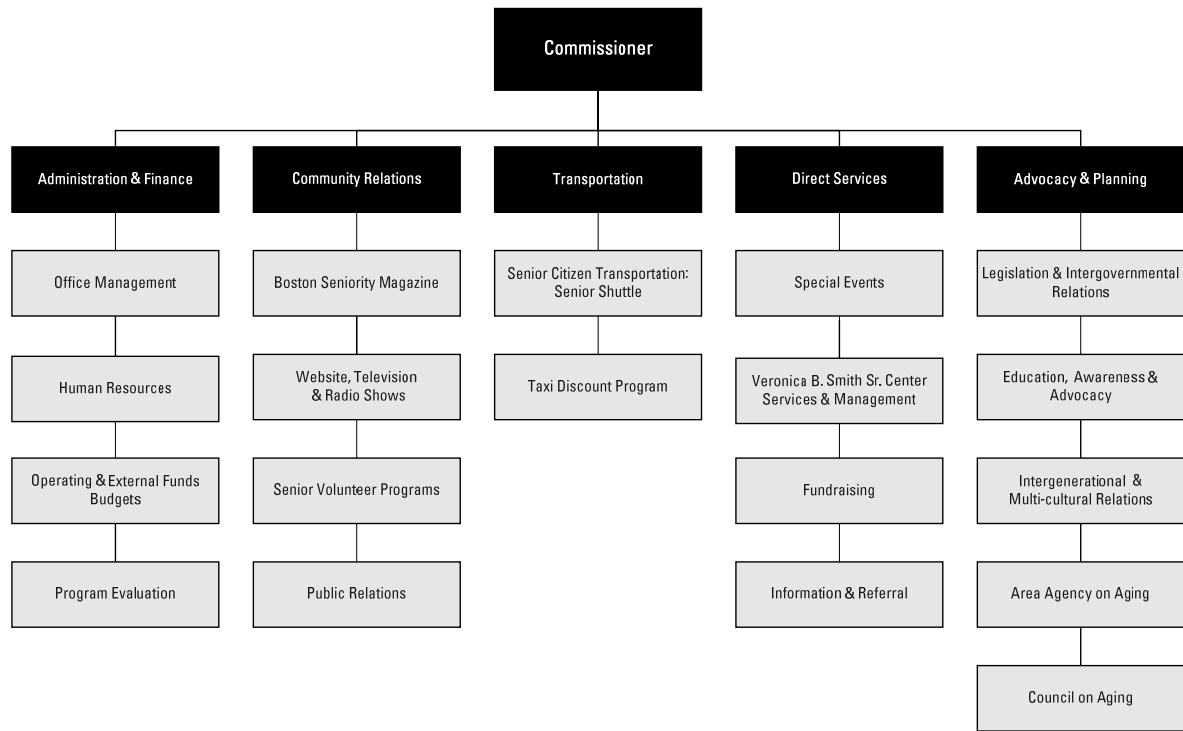 Commissioner
Administration & Finance
Community Relations
Transportation
Direct Services
Advocacy & Planning
Office Management
Boston Seniority Magazine
Senior Citizen Transportation:
Senior Shuttle
Special Events
Legislation & Intergovernmental
Relations
Human Resources
Website, Television
& Radio Shows
Taxi Discount Program
Veronica B. Smith Sr. Center
Services & Management
Education, Awareness &
Advocacy
Operating & External Funds
Budgets
Senior Volunteer Programs
Fundraising
Intergenerational &
Multi-cultural Relations
Program Evaluation
Public Relations
Information & Referral
Area Agency on Aging
Council on Aging